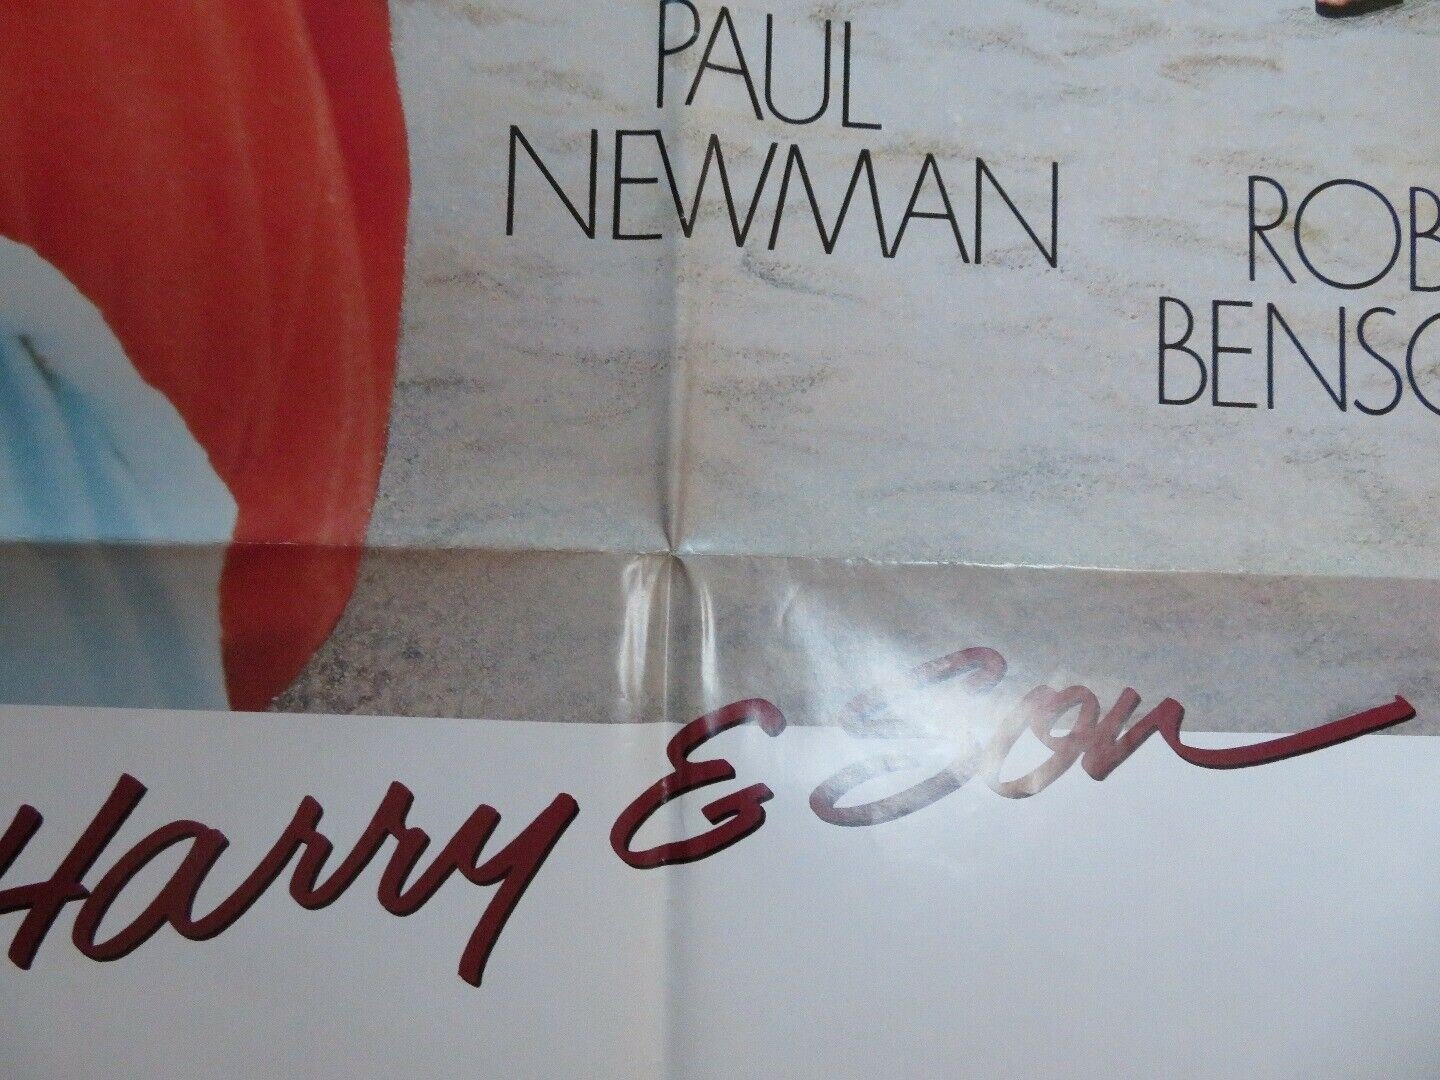 PAUL
NEWMAN
ROB
BENSO
Harry & Son